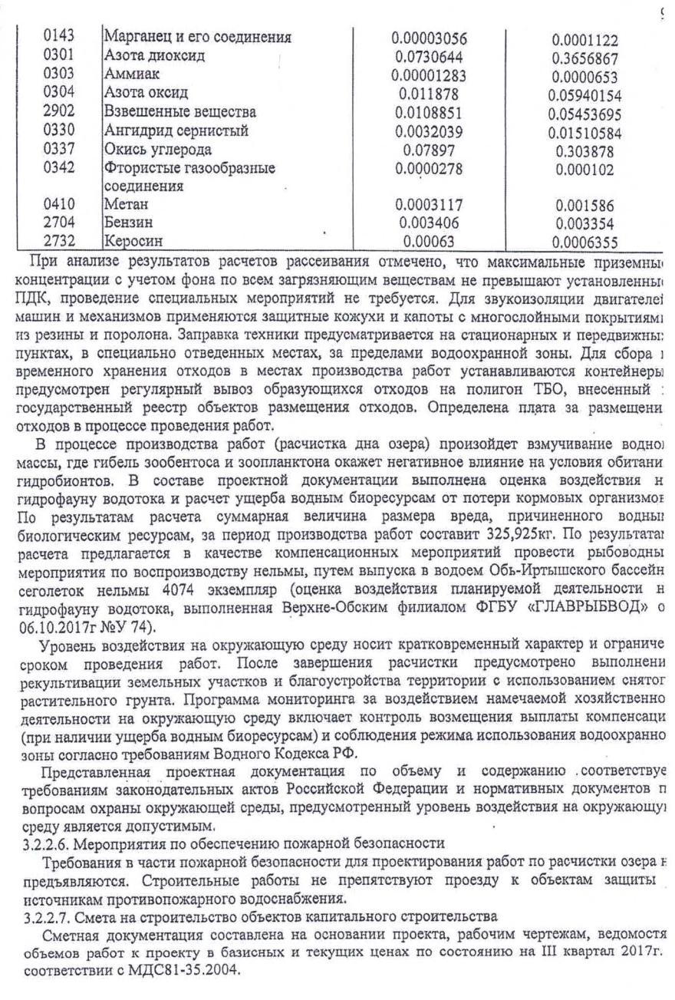 0143 Марганец и его соединения 0.00003056 0.0001122
0301 Азота диоксид 0.0730644 0.3656867
0303 Аммиак 0.00001283 0.0000653
0304 Азота оксид 0.011878 0.05940154
2902 Взвешенные вещества 0.0108851 0.05453695
0330 Ангидрид сернистый 0.0032039 0.01510584
0337 Окись углерода 0.07897 0.303878
0342 Фтористые газообразные 0.0000278 0.000102
соединения
0410 Метан 0.0003117 0.001586
2704 Бензин 0.003406 0.003354
2732 Керосин 0.00063 0.0006355
При анализе результатов расчетов рассеивания отмечено, что максимальные приземны
концентрации с учетом фона по всем загрязняющим веществам не превышают установленны
ПДК, проведение специальных мероприятий не требуется. Для звукоизоляции двигателе
машин и механизмов применяются защитные кожухи и капоты с многослойными покрытиям
из резины и поролона. Заправка техники предусматривается на стационарных и передвижны
пунктах, в специально отведенных местах, за пределами водоохранной зоны. Для сбора
временного хранения отходов в местах производства работ устанавливаются контейнеры
предусмотрен регулярный вывоз образующихся отходов на полигон ТБО, внесенный
государственный реестр объектов размещения отходов. Определена плата за размещени
отходов в процессе проведения работ.
В процессе производства работ (расчистка дна озера) произойдет взмучивание водно
массы, где гибель зообентоса и зоопланктона окажет негативное влияние на условия обитани
гидробионтов. В составе проектной документации выполнена оценка воздействия н
гидрофауну водотока и расчет ущерба водным биоресурсам от потери кормовых организмов
По результатам расчета суммарная величина размера вреда, причиненного водны
биологическим ресурсам, за период производства работ составит 325,925кг. По результата
расчета предлагается в качестве компенсационных мероприятий провести рыбоводны
мероприятия по воспроизводству нельмы, путем выпуска в водоем Обь-Иртышского бассейн
сеголеток нельмы 4074 экземпляр (оценка воздействия планируемой деятельности н
гидрофауну водотока, выполненная Верхне-Обским филиалом ФГБУ «ГЛАВРЫБВОД» о
06.10.2017г №У 74).
Уровень воздействия на окружающую среду носит кратковременный характер и ограниче
сроком проведения работ. После завершения расчистки предусмотрено выполнени
рекультивации земельных участков и благоустройства территории с использованием снятог
растительного грунта. Программа мониторинга за воздействием намечаемой хозяйственно
деятельности на окружающую среду включает контроль возмещения выплаты компенсаци
(при наличии ущерба водным биоресурсам) и соблюдения режима использования водоохранно
зоны согласно требованиям Водного Кодекса РФ.
Представленная проектная документация по объему и содержанию соответствуе
требованиям законодательных актов Российской Федерации и нормативных документов п
вопросам охраны окружающей среды, предусмотренный уровень воздействия на окружающу
среду является допустимым.
3.2.2.6. Мероприятия по обеспечению пожарной безопасности
Требования в части пожарной безопасности для проектирования работ по расчистки озера н
предъявляются. Строительные работы не препятствуют проезду к объектам защиты
источникам противопожарного водоснабжения.
3.2.2.7. Смета на строительство объектов капитального строительства
Сметная документация составлена на основании проекта, рабочим чертежам, ведомостя
объемов работ к проекту в базисных и текущих ценах по состоянию на III квартал 2017г.
соответствии с МДС81-35.2004.